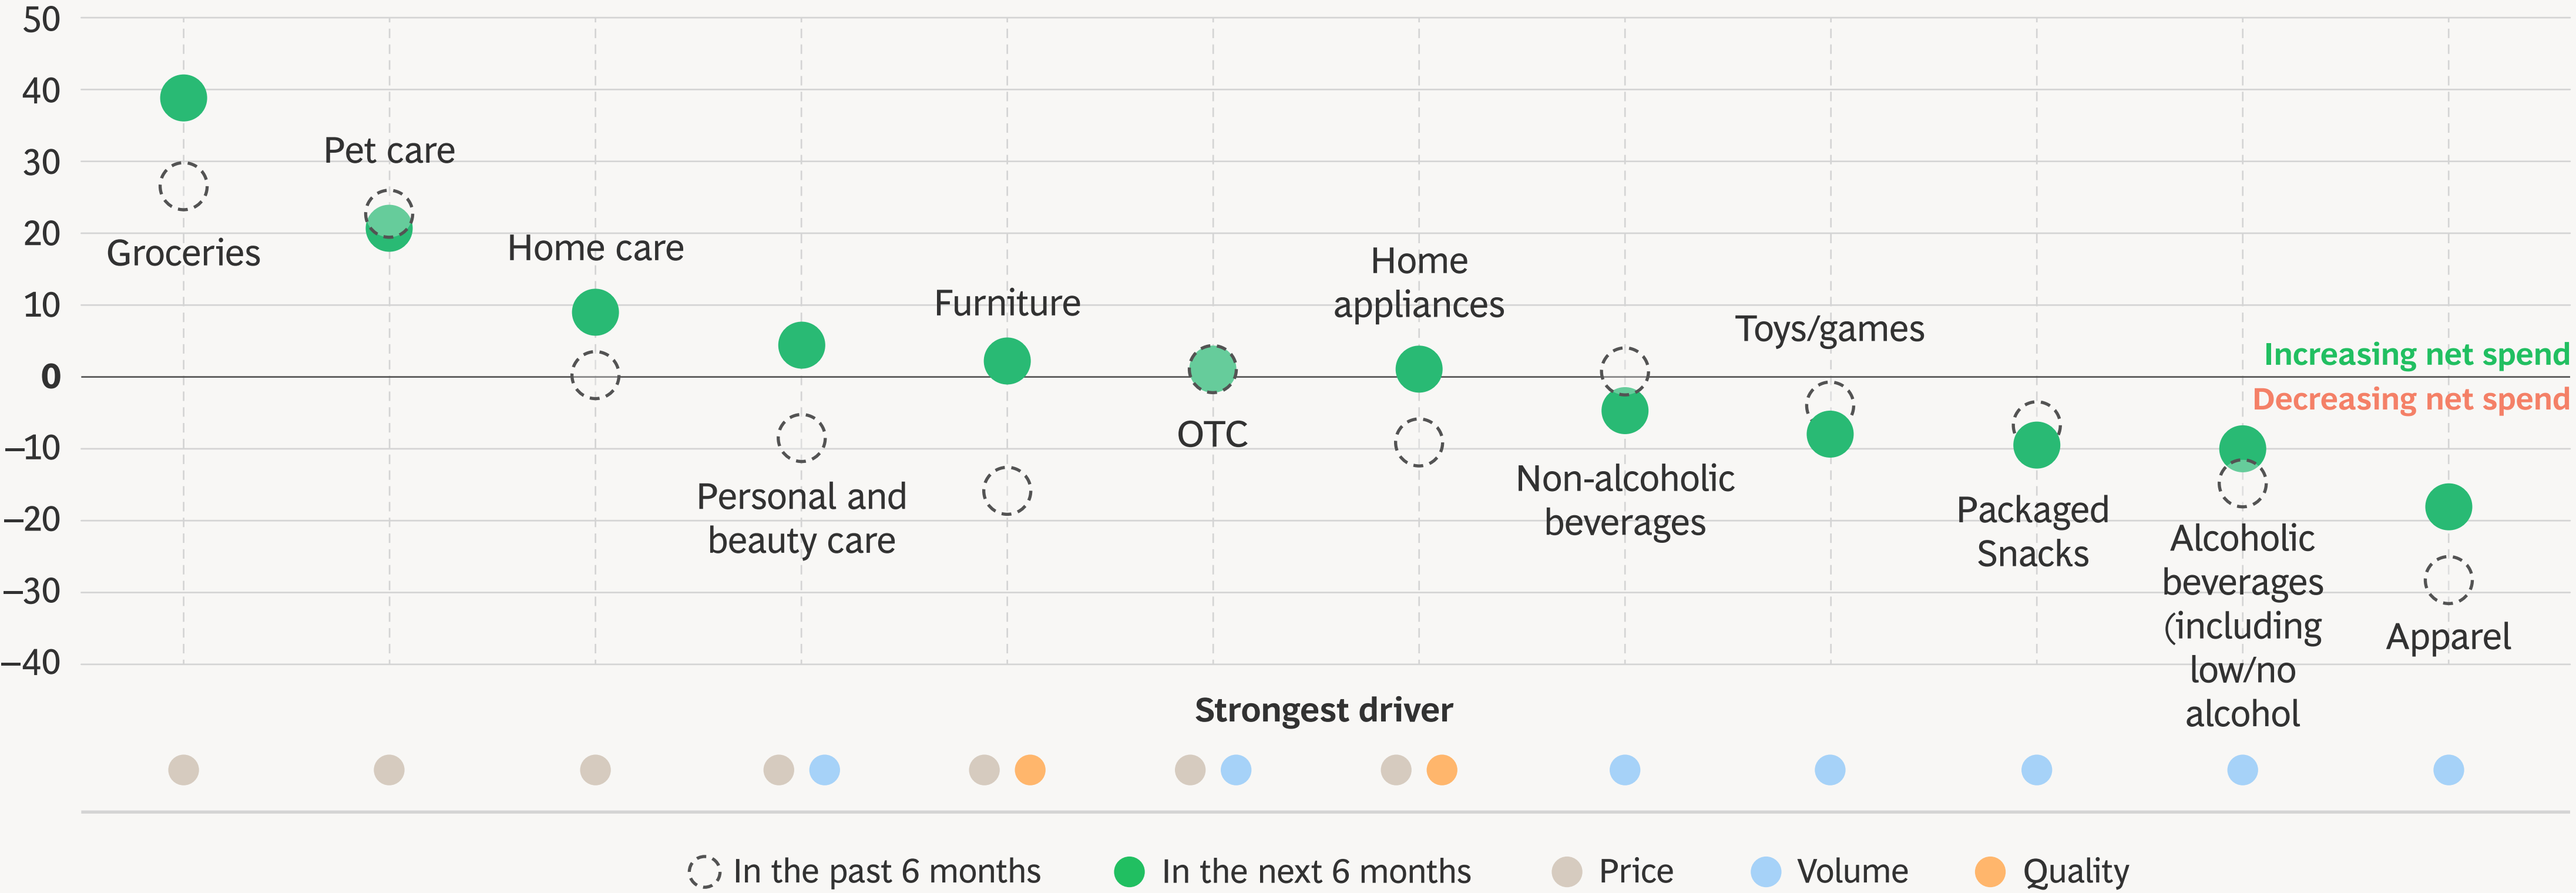 50
40
30
20
10
0
–10
–20
–30
–40
Groceries
Pet care
Home care
Personal and
beauty care
Furniture
OTC
Home
appliances
Non-alcoholic
beverages
Toys/games
Packaged
Snacks
Alcoholic
beverages
(including
low/no
alcohol
Apparel
Increasing net spend
Decreasing net spend
Strongest driver
In the past 6 months
In the next 6 months
Price
Volume
Quality